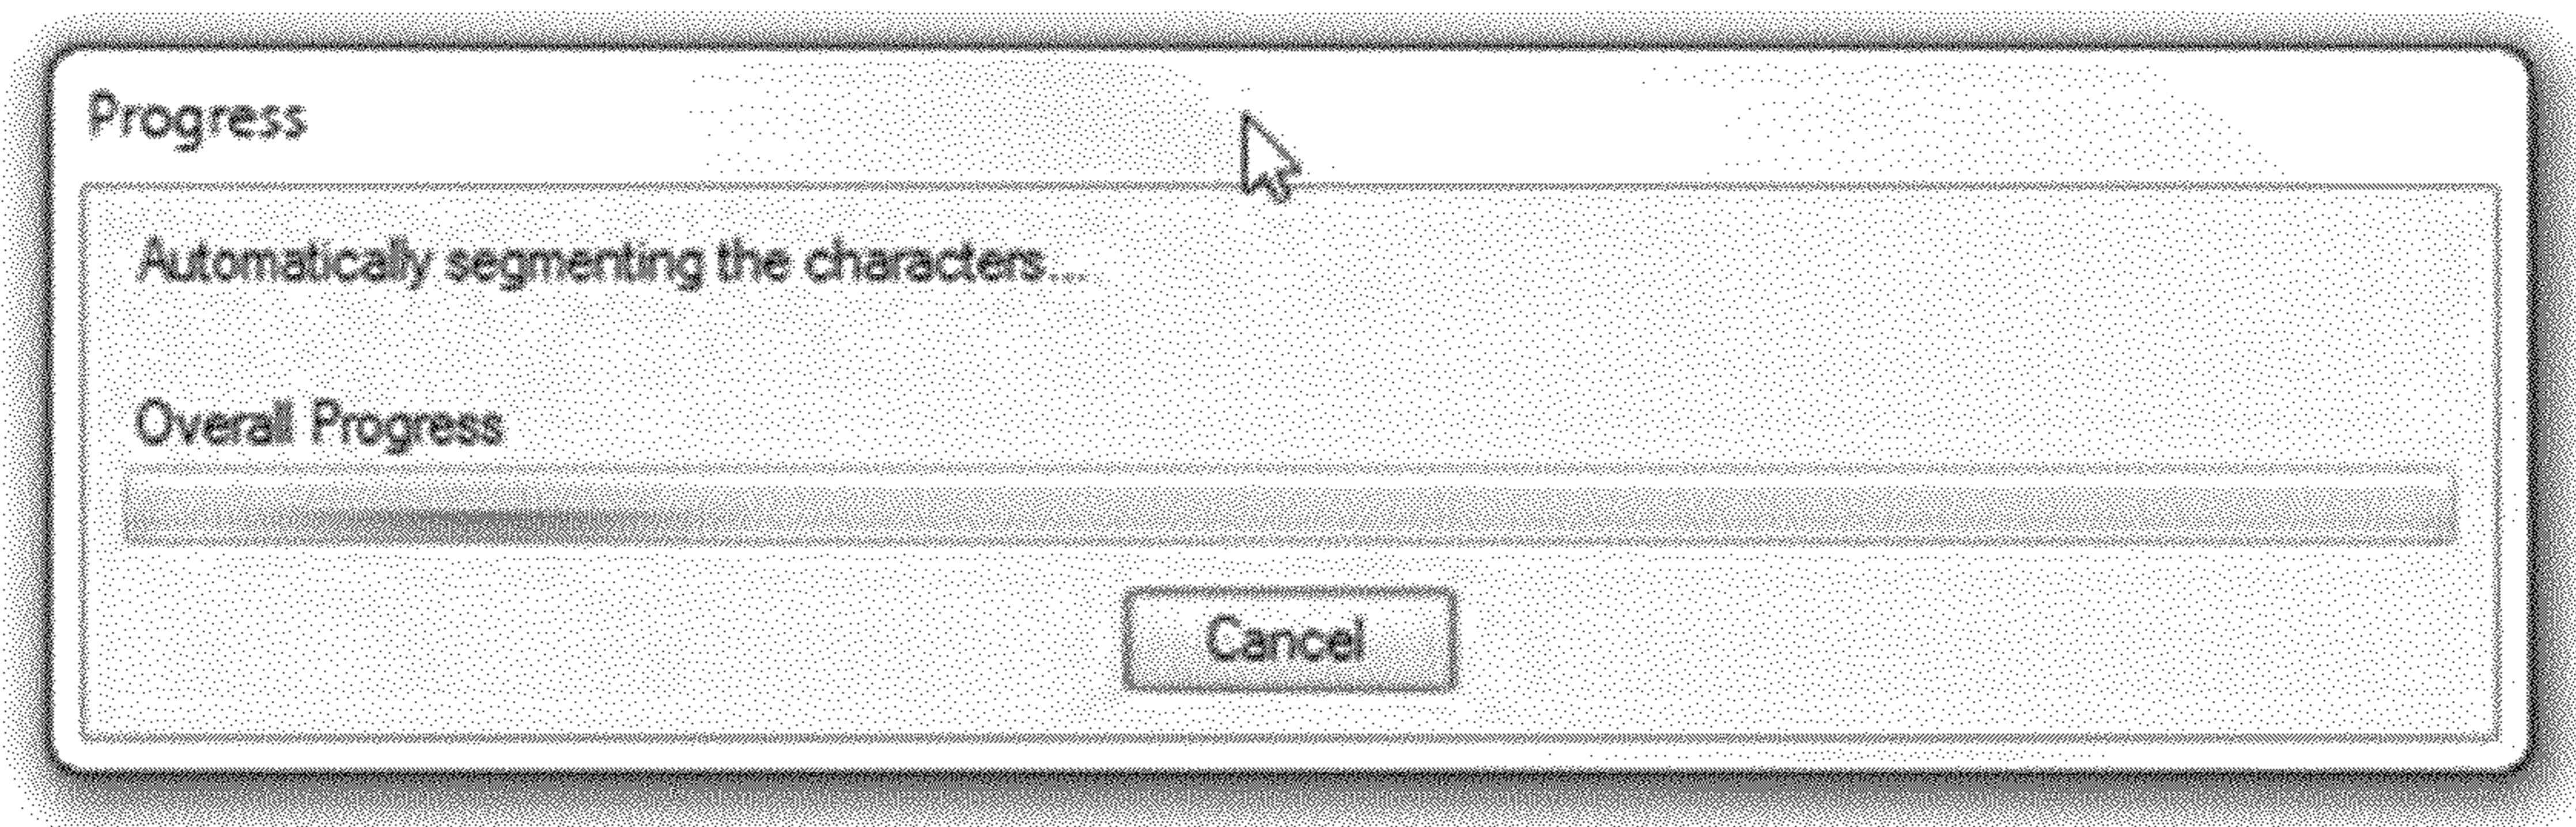 Progress
Automatically segmenting the characters...
Overall Progress
Cancel